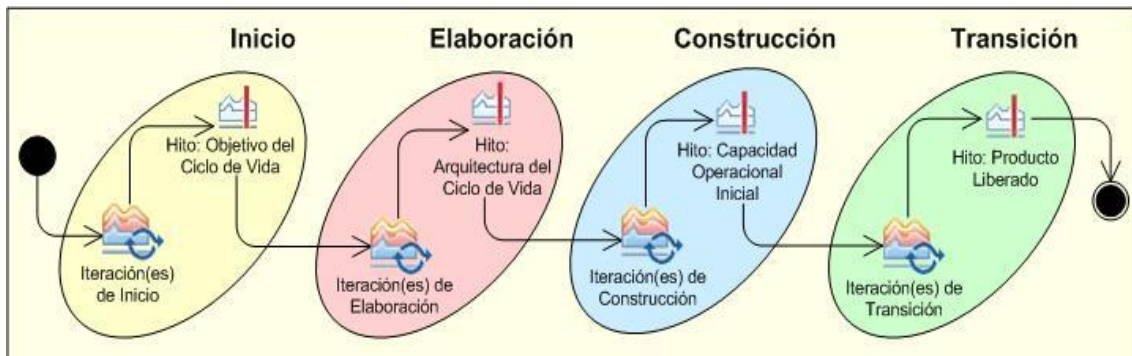 Inicio
Elaboración
Construcción
Transición
Hito: Objetivo del
Ciclo de Vida
Iteración(es)
de Inicio
Hito:
Arquitectura del
Ciclo de Vida
Iteración(es) de
Elaboración
Hito: Capacidad
Operacional
Inicial
Iteración(es) de
Construcción
Hito: Producto
Liberado
Iteración(es) de
Transición